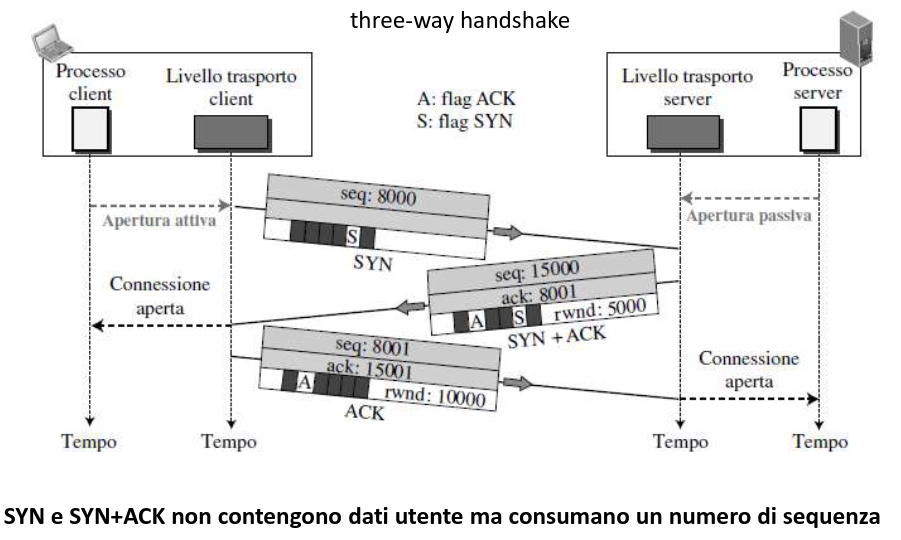 three-way handshake
Processo
client
Livello trasporto
client
A: flag ACK
S: flag SYN
Livello trasporto
server
Processo
server
seq: 8000
S
SYN
Apertura attiva
Apertura passiva
seq: 15000
ack: 8001
A S rwnd: 5000
SYN + ACK
Connessione
aperta
seq: 8001
ack: 15001
A rwnd: 10000
ACK
Connessione
aperta
Tempo
Tempo
Tempo
Tempo
SYN e SYN+ACK non contengono dati utente ma consumano un numero di sequenza